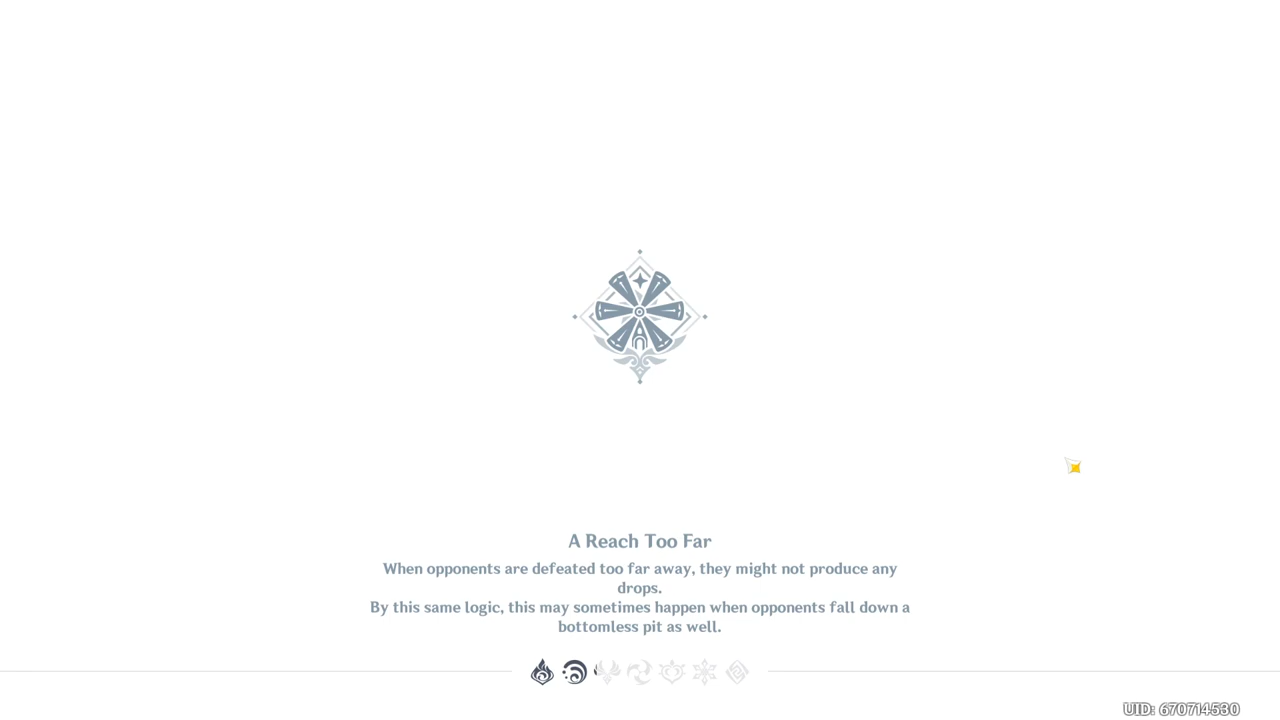 A Reach Too Far
When opponents are defeated too far away, they might not produce any
drops.
By this same logic, this may sometimes happen when opponents fall down a
bottomless pit as well.
UID: 670714530